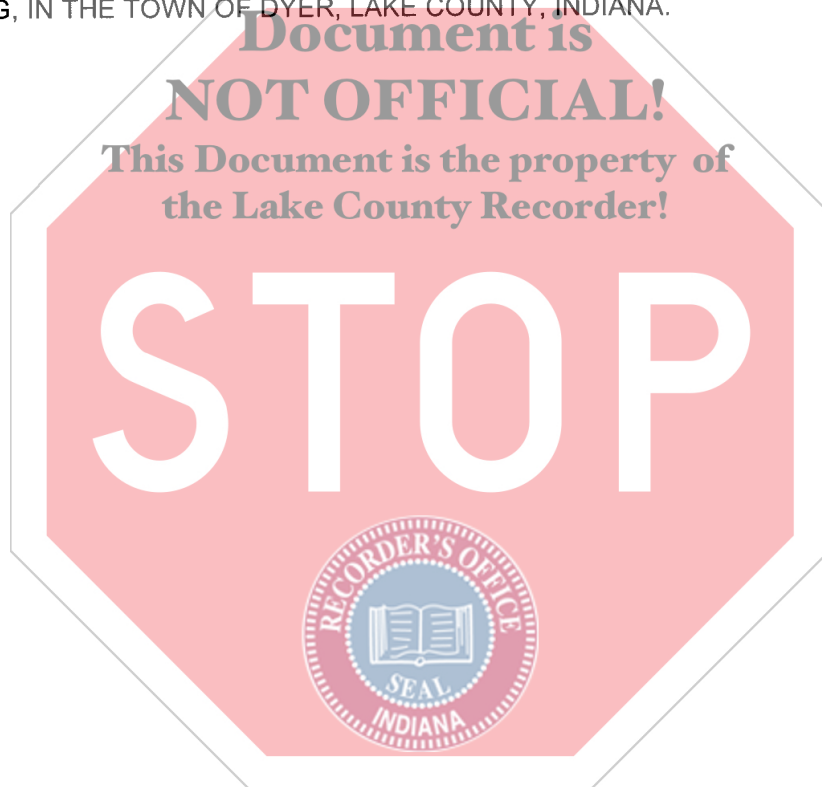 G, IN THE TOWN OF DYER, LAKE COUNTY, INDIANA.
Document is
NOT OFFICIAL!
This Document is the property of
the Lake County Recorder!
STOP
RECORDER'S OFFICE
SEAL
INDIANA